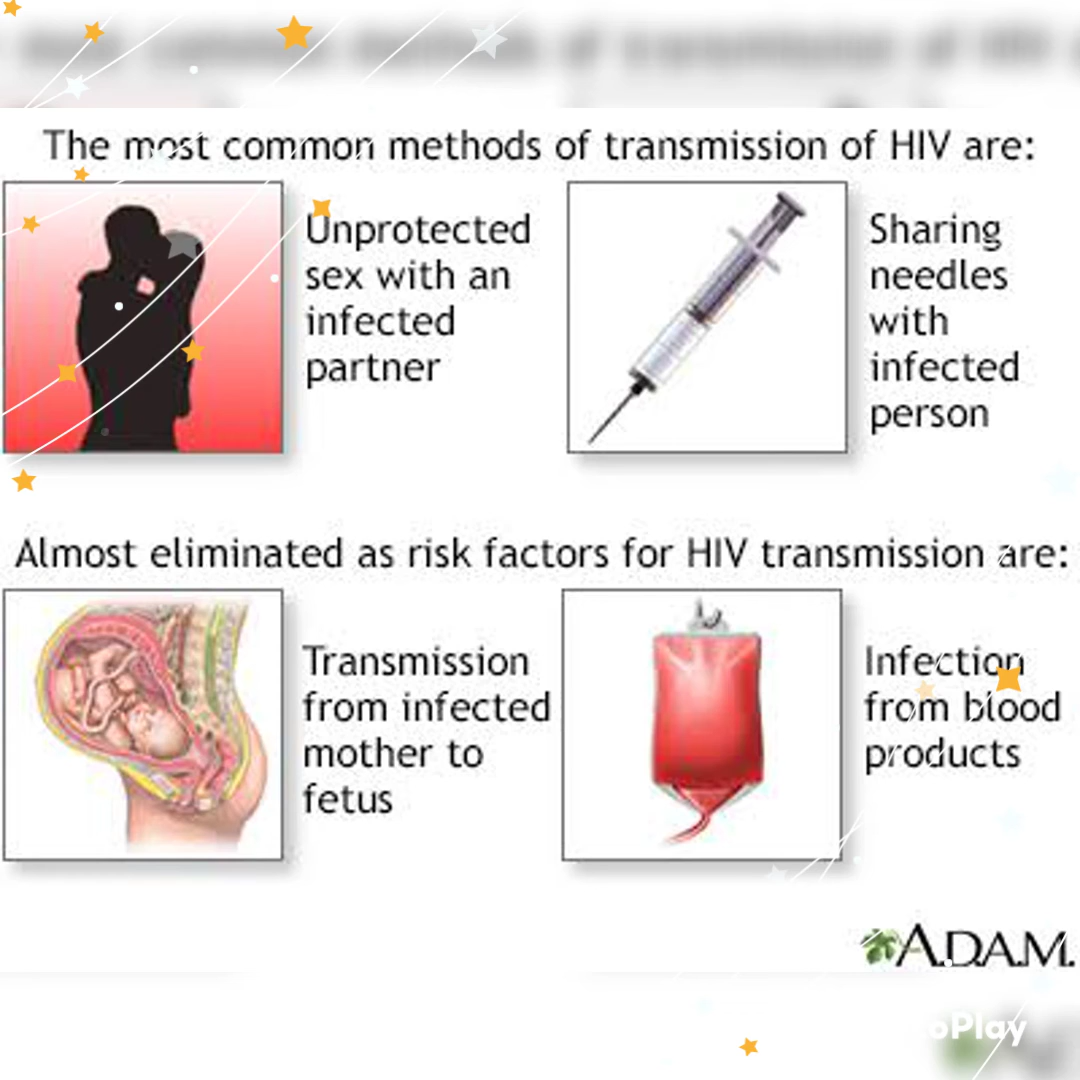 The most common methods of transmission of HIV are:
Unprotected
sex with an
infected
partner
Sharing
needles
with
infected
person
Almost eliminated as risk factors for HIV transmission are:
Transmission
from infected
mother to
fetus
Infection
from blood
products
A.D.A.M.